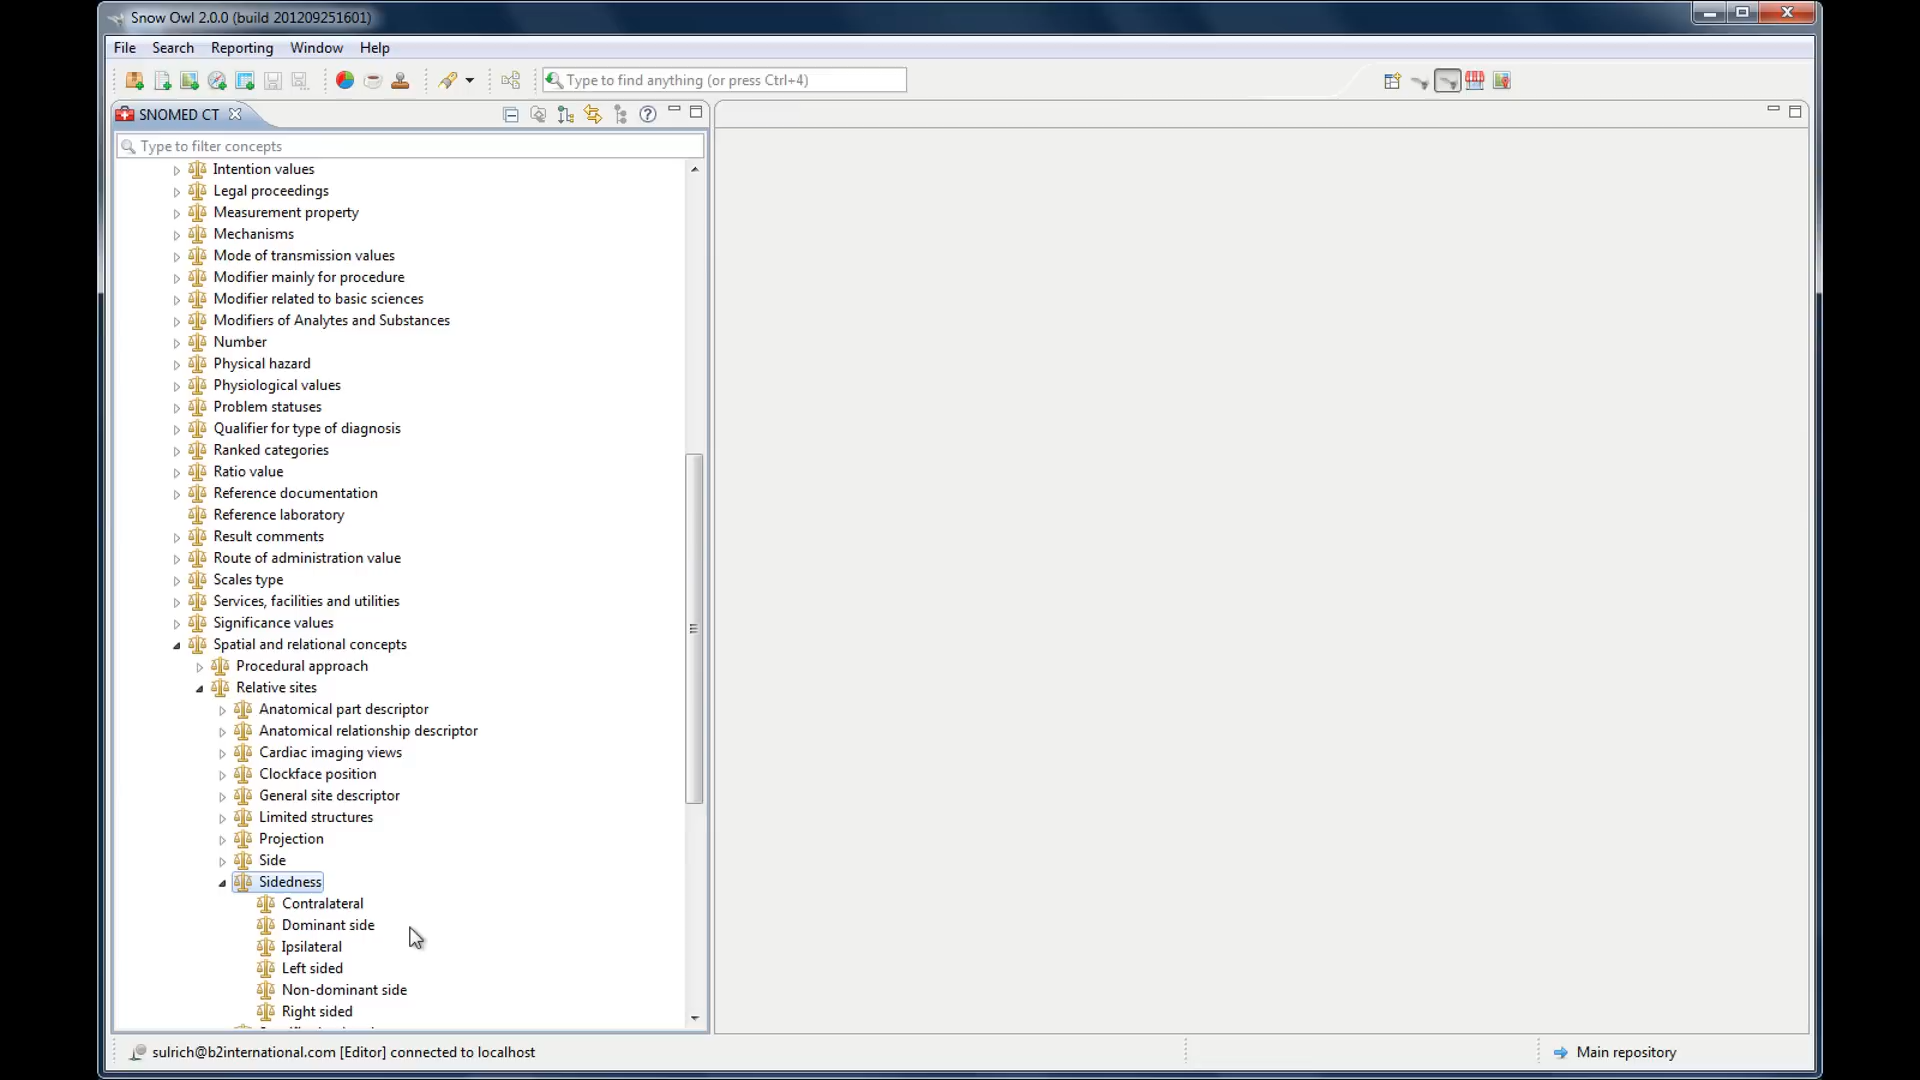 Snow Owl 2.0.0 (build 201209251601)
File Search Reporting Window Help
Type to find anything (or press Ctrl+4)
SNOMED CT
Type to filter concepts
Intention values
Legal proceedings
Measurement property
Mechanisms
Mode of transmission values
Modifier mainly for procedure
Modifier related to basic sciences
Modifiers of Analytes and Substances
Number
Physical hazard
Physiological values
Problem statuses
Qualifier for type of diagnosis
Ranked categories
Ratio value
Reference documentation
Reference laboratory
Result comments
Route of administration value
Scales type
Services, facilities and utilities
Significance values
Spatial and relational concepts
Procedural approach
Relative sites
Anatomical part descriptor
Anatomical relationship descriptor
Cardiac imaging views
Clockface position
General site descriptor
Limited structures
Projection
Side
Sidedness
Contralateral
Dominant side
Ipsilateral
Left sided
Non-dominant side
Right sided
sulrich@b2international.com [Editor] connected to localhost
Main repository